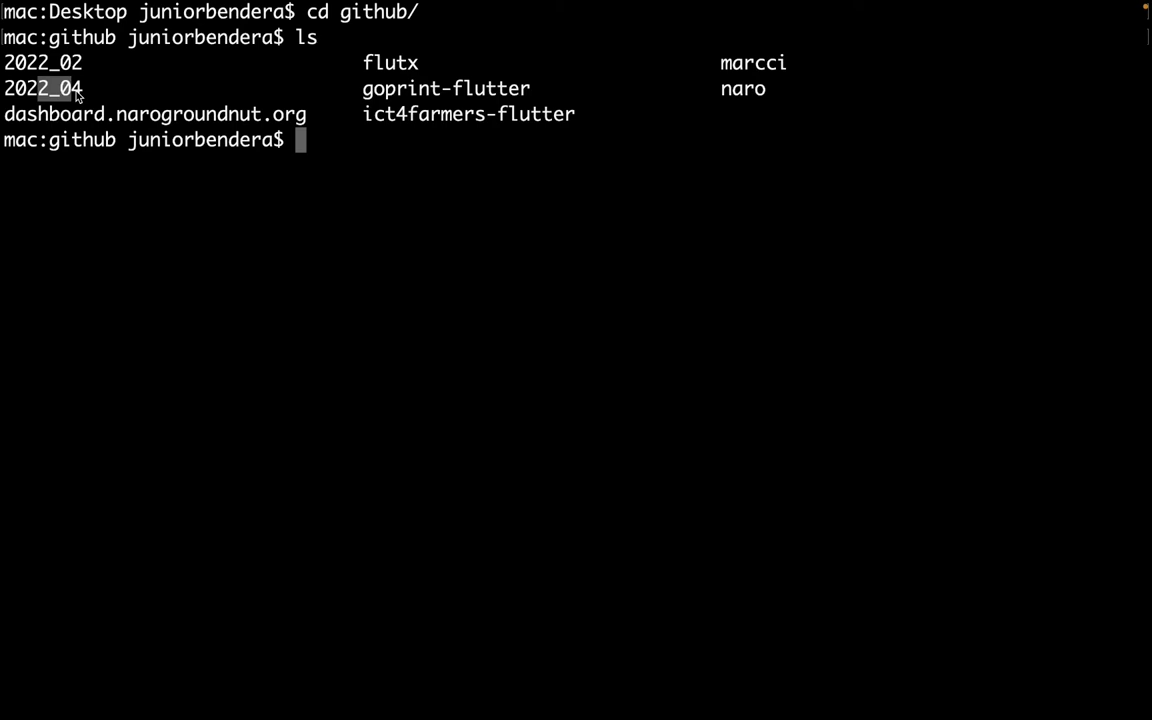 mac:Desktop juniorbendera$ cd github/
mac:github juniorbendera$ ls
2022_02 flutx marcci
2022_04 goprint-flutter naro
dashboard.narogroundnut.org ict4farmers-flutter
mac:github juniorbendera$